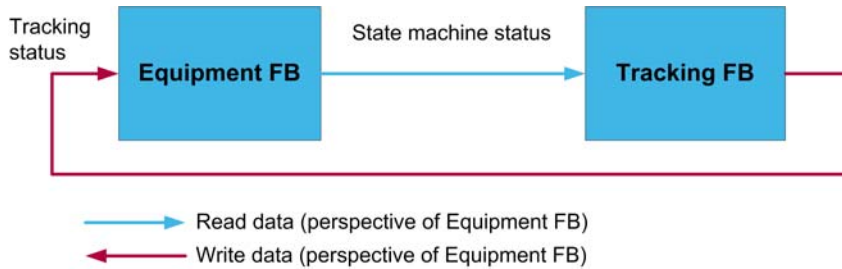 Tracking
status
State machine status
Equipment FB
Tracking FB
Read data (perspective of Equipment FB)
Write data (perspective of Equipment FB)